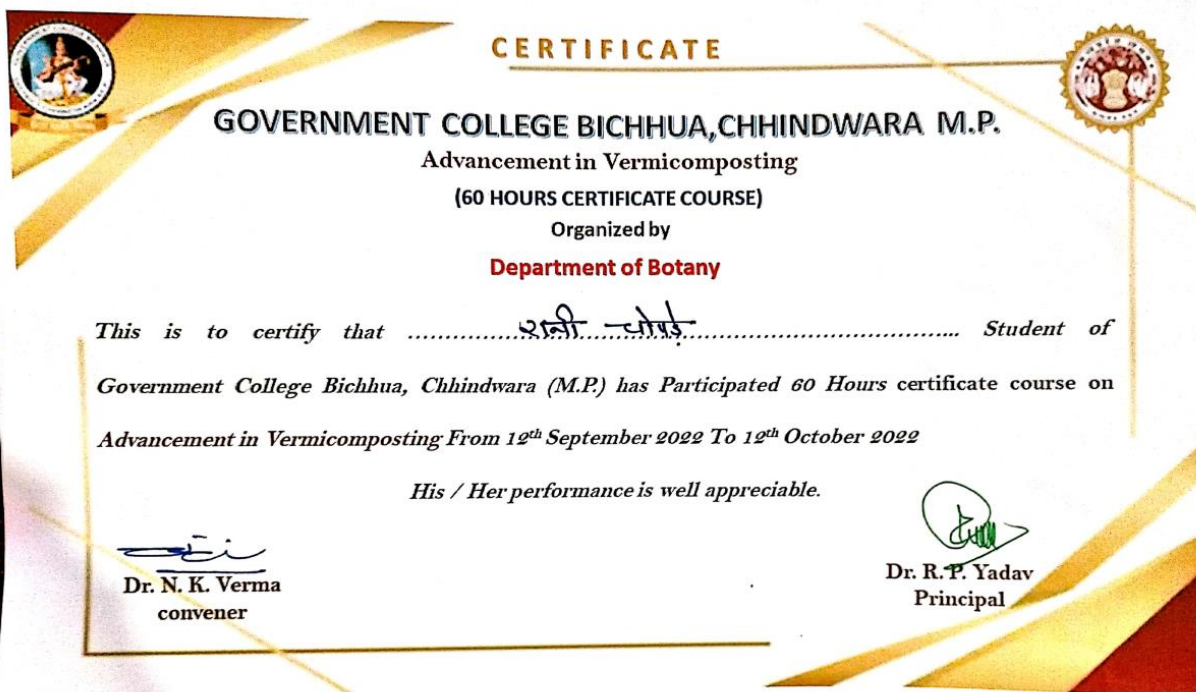 CERTIFICATE
GOVERNMENT COLLEGE BICHHUA,CHHINDWARA M.P.
Advancement in Vermicomposting
(60 HOURS CERTIFICATE COURSE)
Organized by
Department of Botany
This is to certify that .................रानी....चोपड़े................................................ Student of
Government College Bichhua, Chhindwara (M.P.) has Participated 60 Hours certificate course on
Advancement in Vermicomposting From 12th September 2022 To 12th October 2022
His / Her performance is well appreciable.
Dr. N. K. Verma
convener
Dr. R. P. Yadav
Principal